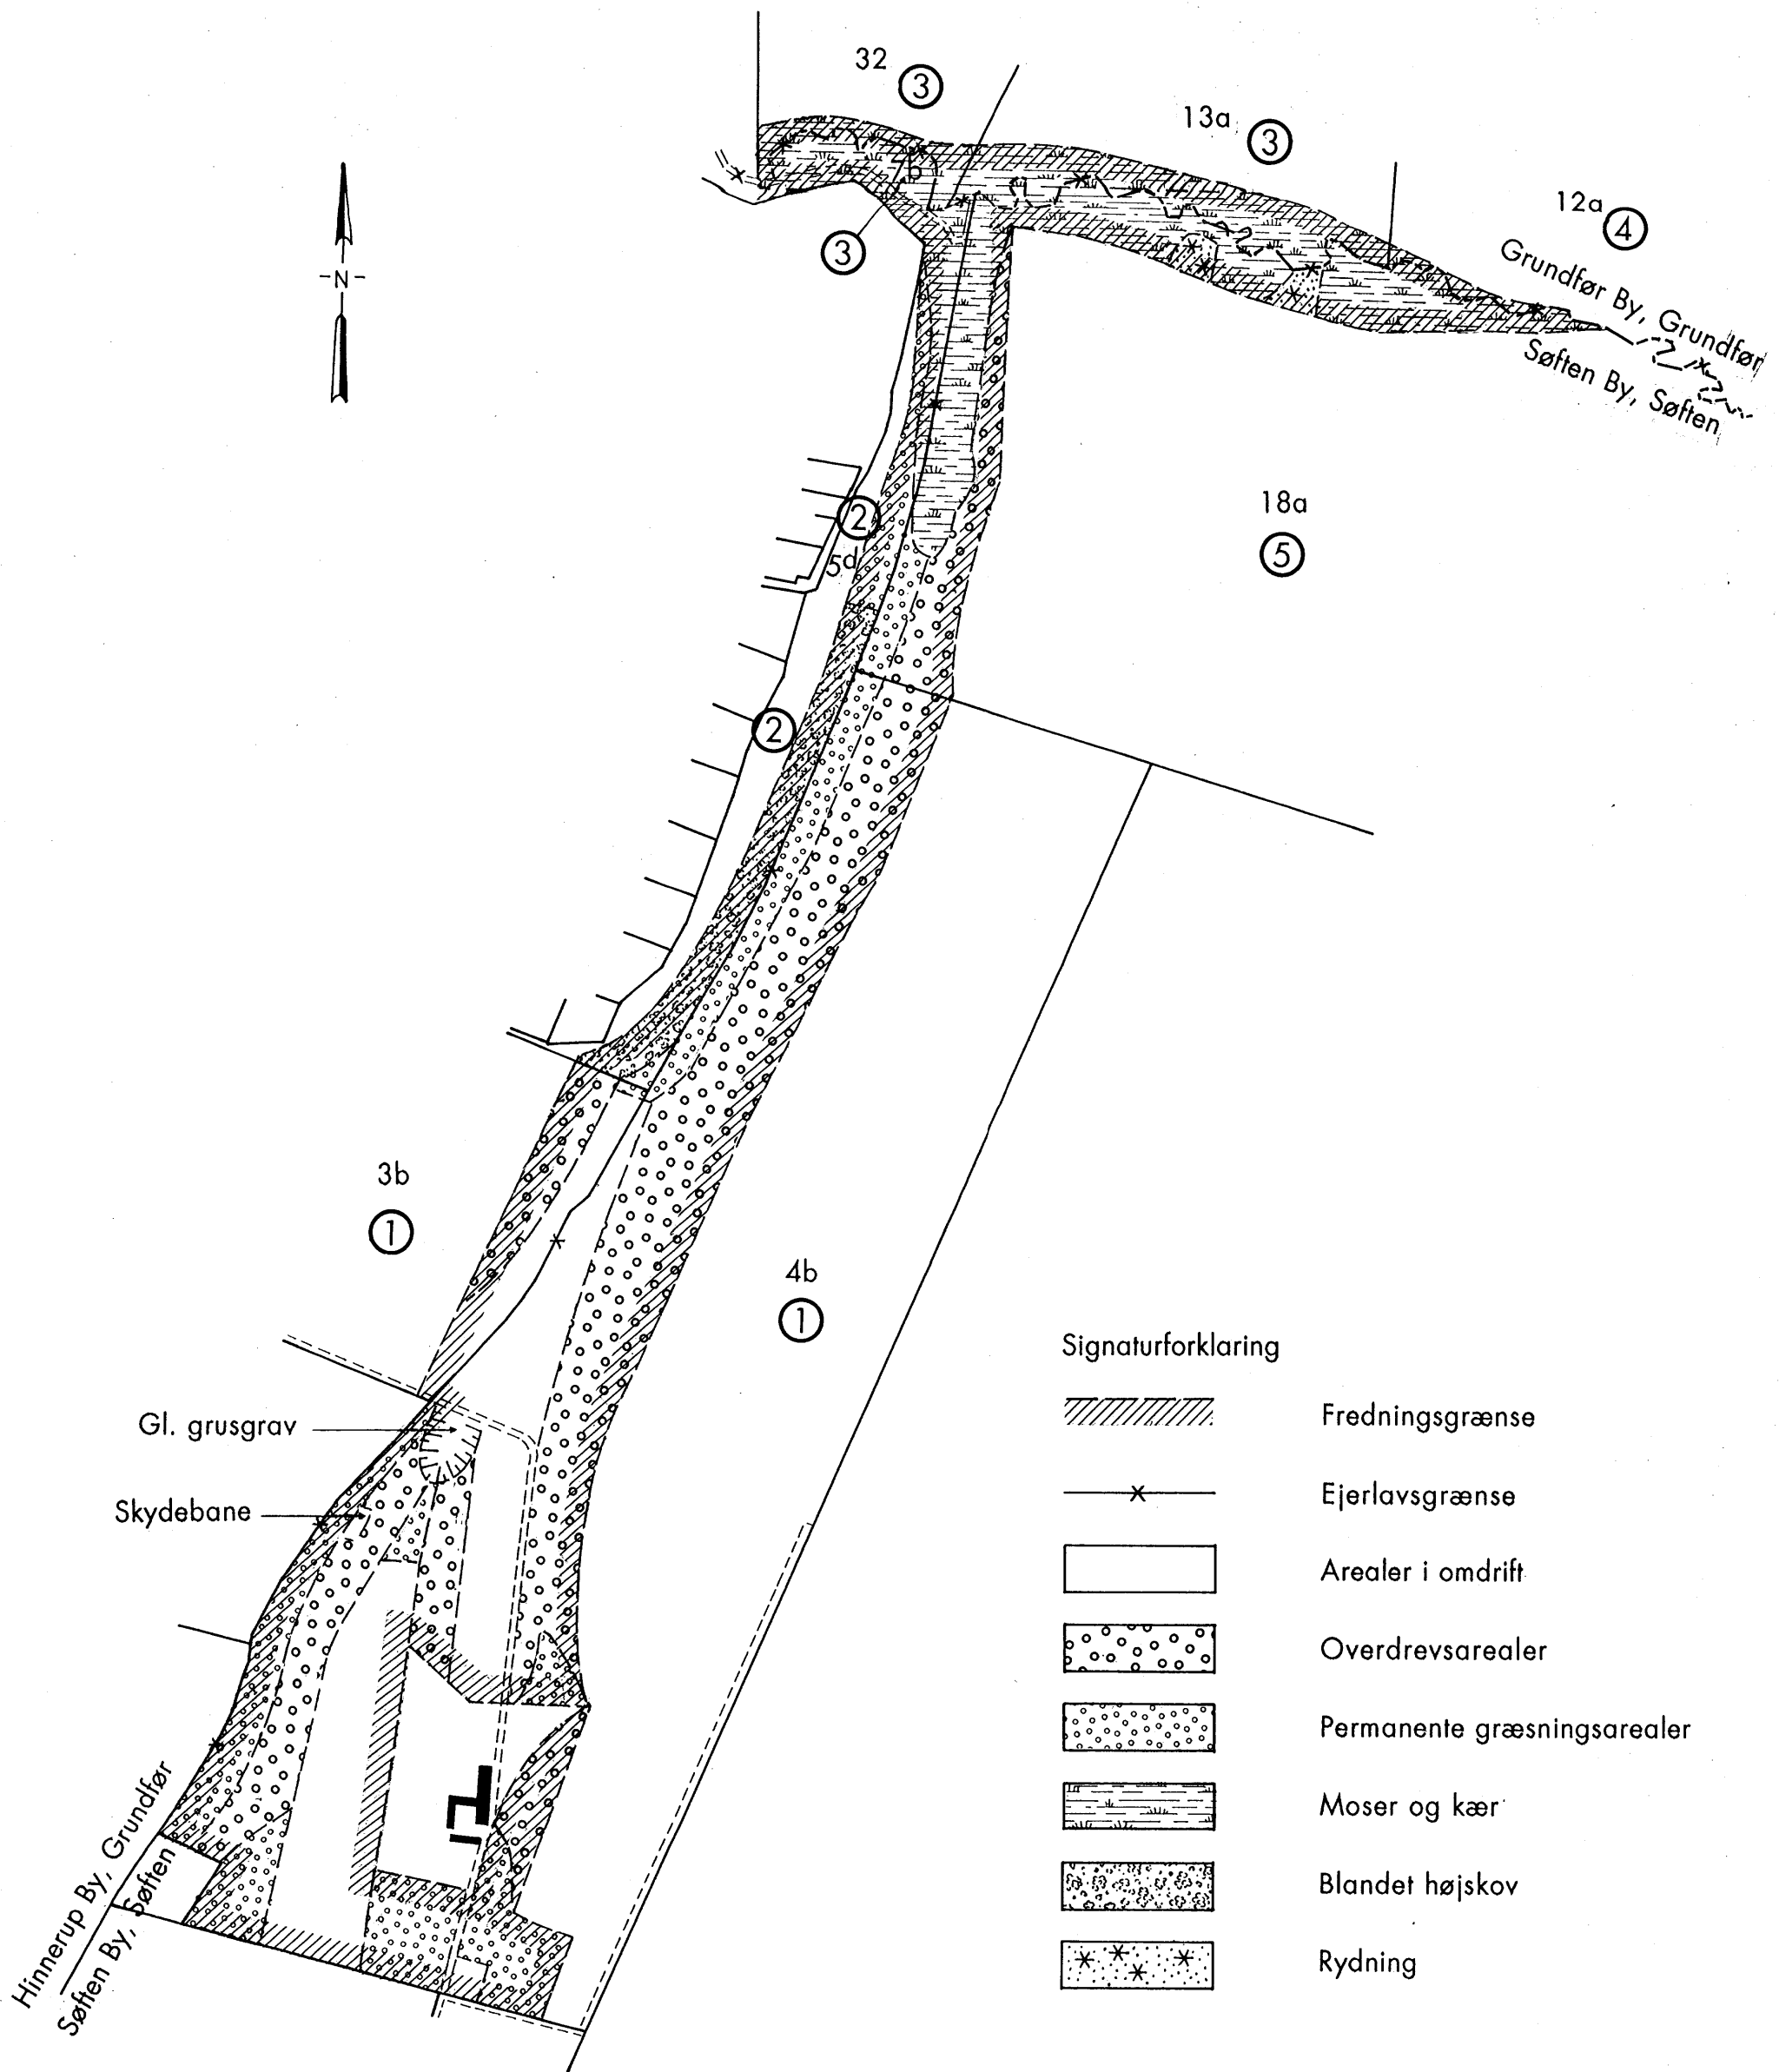 32
3
13a
3
12a
4
b
3
Grundfør By, Grundfør
Søften By, Søften
-N-
18a
5
2
5d
2
3b
1
4b
1
Signaturforklaring
Gl. grusgrav
Fredningsgrænse
Skydebane
Ejerlavsgrænse
Arealer i omdrift
Overdrevsarealer
Permanente græsningsarealer
Moser og kær
Blandet højskov
Rydning
Hinnerup By, Grundfør
Søften By, Søften